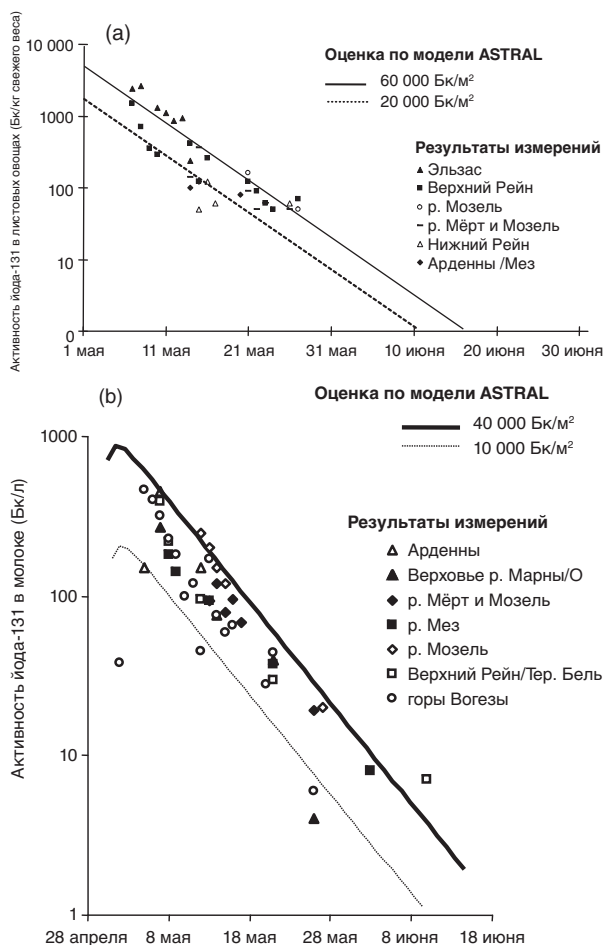 (a)
Оценка по модели ASTRAL
60 000 Бк/м²
20 000 Бк/м²
Результаты измерений
Эльзас
Верхний Рейн
р. Мозель
р. Мёрт и Мозель
Нижний Рейн
Арденны /Мез
Активность йода-131 в листовых овощах (Бк/кг свежего веса)
10 000
1000
100
10
0
1 мая 11 мая 21 мая 31 мая 10 июня 20 июня 30 июня
(b)
Оценка по модели ASTRAL
40 000 Бк/м²
10 000 Бк/м²
Результаты измерений
Арденны
Верховье р. Марны/О
р. Мёрт и Мозель
р. Мез
р. Мозель
Верхний Рейн/Тер. Бель
горы Вогезы
Активность йода-131 в молоке (Бк/л)
1000
100
10
1
28 апреля 8 мая 18 мая 28 мая 8 июня 18 июня